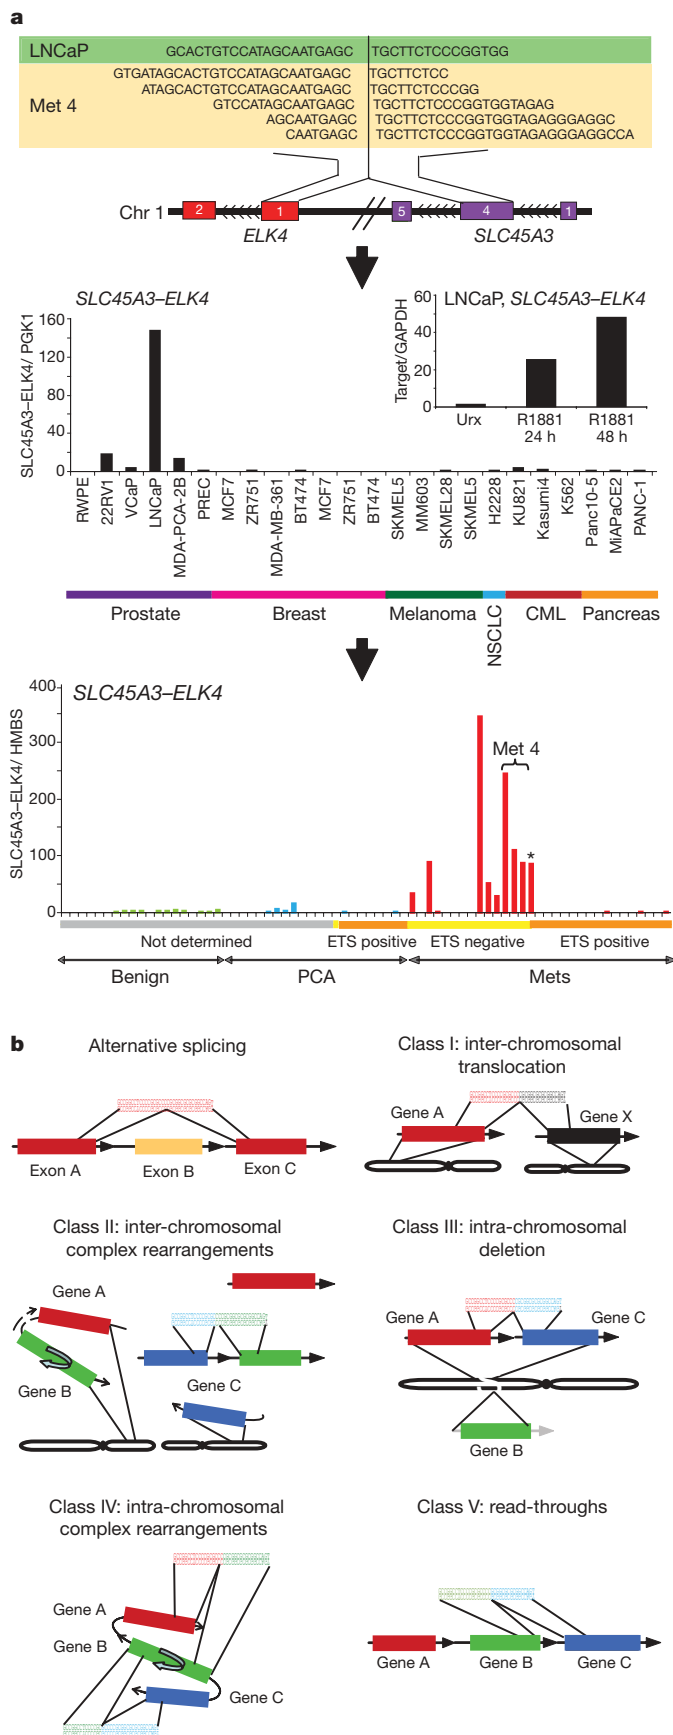 a
LNCaP
GCACTGTCCATAGCAATGAGC TGCTTCTCCCGGTGG
Met 4
GTGATAGCACTGTCCATAGCAATGAGC TGCTTCTCC
ATAGCACTGTCCATAGCAATGAGC TGCTTCTCCCGG
GTCCATAGCAATGAGC TGCTTCTCCCGGTGGTAGAG
AGCAATGAGC TGCTTCTCCCGGTGGTAGAGGGAGGC
CAATGAGC TGCTTCTCCCGGTGGTAGAGGGAGGCCA
Chr 1
2 1 5 4 1
ELK4 SLC45A3
SLC45A3–ELK4
SLC45A3–ELK4/ PGK1
160
120
80
40
0
LNCaP, SLC45A3–ELK4
Target/GAPDH
60
40
20
0
Urx R1881 R1881
24 h 48 h
RWPE
22RV1
VCaP
LNCaP
MDA-PCA-2B
PREC
MCF7
ZR751
MDA-MB-361
BT474
MCF7
ZR751
BT474
SKMEL5
MM603
SKMEL28
SKMEL5
H2228
KU821
Kasumi4
K562
Panc10-5
MiAPaCE2
PANC-1
Prostate Breast Melanoma NSCLC CML Pancreas
SLC45A3–ELK4
SLC45A3–ELK4/ HMBS
400
300
200
100
0
Met 4
*
Not determined ETS positive ETS negative ETS positive
Benign PCA Mets
b
Alternative splicing
Exon A Exon B Exon C
Class I: inter-chromosomal
translocation
Gene A Gene X
Class II: inter-chromosomal
complex rearrangements
Gene A
Gene B
Gene C
Class III: intra-chromosomal
deletion
Gene A Gene C
Gene B
Class IV: intra-chromosomal
complex rearrangements
Gene A
Gene B
Gene C
Class V: read-throughs
Gene A Gene B Gene C